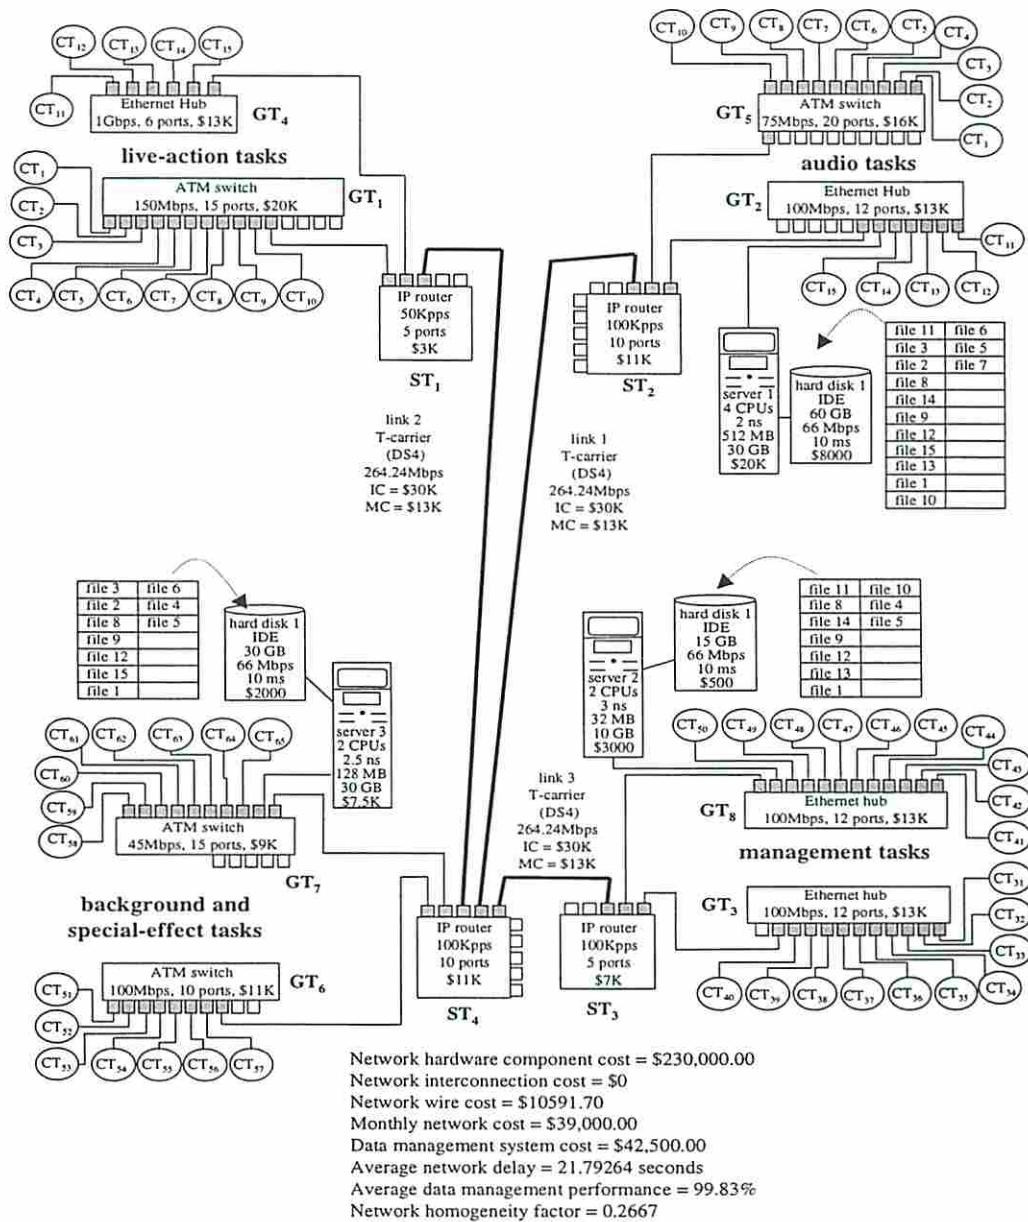 CT12
CT13
CT14
CT15
CT11
Ethernet Hub
1Gbps, 6 ports, $13K
GT4
live-action tasks
CT1
CT2
CT3
ATM switch
150Mbps, 15 ports, $20K
GT1
CT4
CT5
CT6
CT7
CT8
CT9
CT10
IP router
50Kpps
5 ports
$3K
ST1
CT10
CT9
CT8
CT7
CT6
CT5
CT4
CT3
CT2
CT1
ATM switch
75Mbps, 20 ports, $16K
GT5
audio tasks
GT2
Ethernet Hub
100Mbps, 12 ports, $13K
CT11
CT15
CT14
CT13
CT12
IP router
100Kpps
10 ports
$11K
ST2
server 1
4 CPUs
2 ns
512 MB
30 GB
$20K
hard disk 1
IDE
60 GB
66 Mbps
10 ms
$8000
file 11 file 6
file 3 file 5
file 2 file 7
file 8
file 14
file 9
file 12
file 15
file 13
file 1
file 10
link 2
T-carrier
(DS4)
264.24Mbps
IC = $30K
MC = $13K
link 1
T-carrier
(DS4)
264.24Mbps
IC = $30K
MC = $13K
file 3 file 6
file 2 file 4
file 8 file 5
file 9
file 12
file 15
file 1
hard disk 1
IDE
30 GB
66 Mbps
10 ms
$2000
server 3
2 CPUs
2.5 ns
128 MB
30 GB
$7.5K
CT61
CT62
CT63
CT64
CT65
CT60
CT59
CT58
ATM switch
45Mbps, 15 ports, $9K
GT7
background and
special-effect tasks
ATM switch
100Mbps, 10 ports, $11K
GT6
CT51
CT52
CT53
CT54
CT55
CT56
CT57
server 2
2 CPUs
3 ns
32 MB
10 GB
$3000
hard disk 1
IDE
15 GB
66 Mbps
10 ms
$500
file 11 file 10
file 8 file 4
file 14 file 5
file 9
file 12
file 13
file 1
link 3
T-carrier
(DS4)
264.24Mbps
IC = $30K
MC = $13K
CT50
CT49
CT48
CT47
CT46
CT45
CT44
CT43
CT42
CT41
GT8
Ethernet hub
100Mbps, 12 ports, $13K
management tasks
GT3
Ethernet hub
100Mbps, 12 ports, $13K
CT31
CT32
CT33
CT34
CT40
CT39
CT38
CT37
CT36
CT35
IP router
100Kpps
10 ports
$11K
ST4
IP router
100Kpps
5 ports
$7K
ST3
Network hardware component cost = $230,000.00
Network interconnection cost = $0
Network wire cost = $10591.70
Monthly network cost = $39,000.00
Data management system cost = $42,500.00
Average network delay = 21.79264 seconds
Average data management performance = 99.83%
Network homogeneity factor = 0.2667